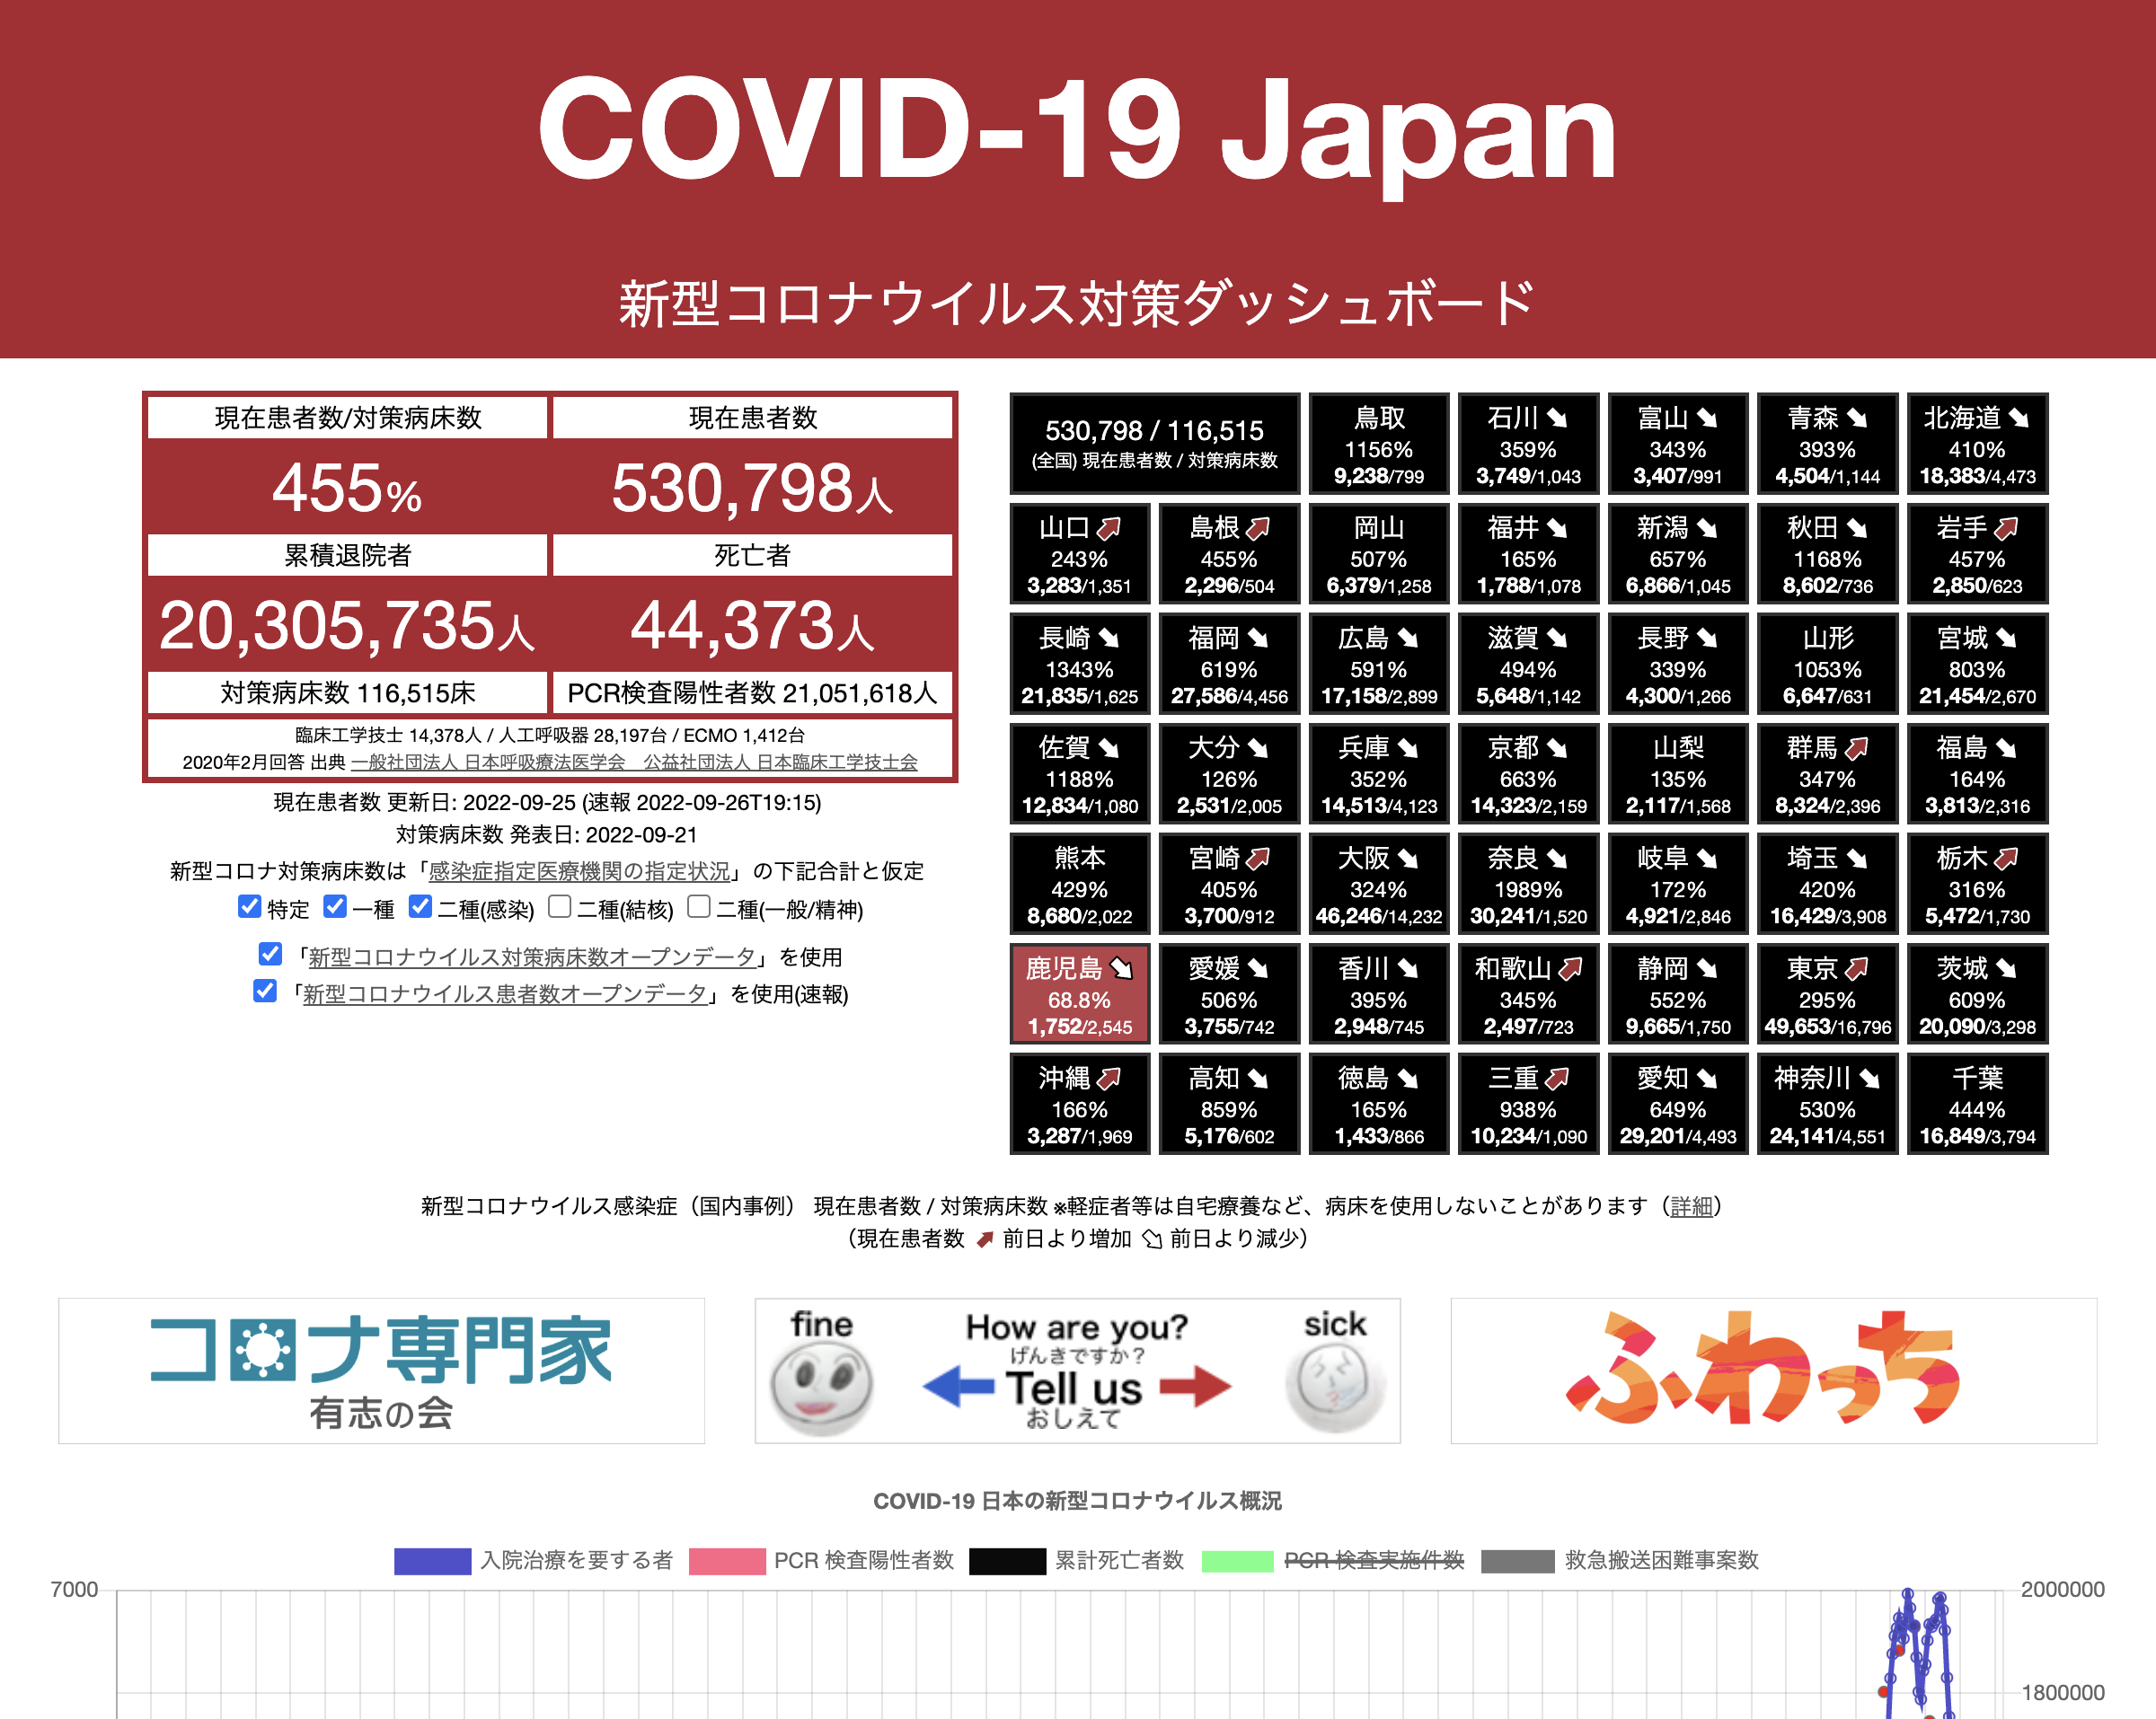 COVID-19 Japan
新型コロナウイルス対策ダッシュボード
現在患者数/対策病床数
現在患者数
455%
530,798人
累積退院者
死亡者
20,305,735人
44,373人
対策病床数 116,515床
PCR検査陽性者数 21,051,618人
臨床工学技士 14,378人 / 人工呼吸器 28,197台 / ECMO 1,412台
2020年2月回答 出典 一般社団法人 日本呼吸療法医学会　公益社団法人 日本臨床工学技士会
現在患者数 更新日: 2022-09-25 (速報 2022-09-26T19:15)
対策病床数 発表日: 2022-09-21
新型コロナ対策病床数は「感染症指定医療機関の指定状況」の下記合計と仮定
特定 一種 二種(感染) 二種(結核) 二種(一般/精神)
「新型コロナウイルス対策病床数オープンデータ」を使用
「新型コロナウイルス患者数オープンデータ」を使用(速報)
530,798 / 116,515
(全国) 現在患者数 / 対策病床数
鳥取
1156%
9,238/799
石川
359%
3,749/1,043
富山
343%
3,407/991
青森
393%
4,504/1,144
北海道
410%
18,383/4,473
山口
243%
3,283/1,351
島根
455%
2,296/504
岡山
507%
6,379/1,258
福井
165%
1,788/1,078
新潟
657%
6,866/1,045
秋田
1168%
8,602/736
岩手
457%
2,850/623
長崎
1343%
21,835/1,625
福岡
619%
27,586/4,456
広島
591%
17,158/2,899
滋賀
494%
5,648/1,142
長野
339%
4,300/1,266
山形
1053%
6,647/631
宮城
803%
21,454/2,670
佐賀
1188%
12,834/1,080
大分
126%
2,531/2,005
兵庫
352%
14,513/4,123
京都
663%
14,323/2,159
山梨
135%
2,117/1,568
群馬
347%
8,324/2,396
福島
164%
3,813/2,316
熊本
429%
8,680/2,022
宮崎
405%
3,700/912
大阪
324%
46,246/14,232
奈良
1989%
30,241/1,520
岐阜
172%
4,921/2,846
埼玉
420%
16,429/3,908
栃木
316%
5,472/1,730
鹿児島
68.8%
1,752/2,545
愛媛
506%
3,755/742
香川
395%
2,948/745
和歌山
345%
2,497/723
静岡
552%
9,665/1,750
東京
295%
49,653/16,796
茨城
609%
20,090/3,298
沖縄
166%
3,287/1,969
高知
859%
5,176/602
徳島
165%
1,433/866
三重
938%
10,234/1,090
愛知
649%
29,201/4,493
神奈川
530%
24,141/4,551
千葉
444%
16,849/3,794
新型コロナウイルス感染症（国内事例） 現在患者数 / 対策病床数 ※軽症者等は自宅療養など、病床を使用しないことがあります（詳細）
（現在患者数 前日より増加 前日より減少）
コロナ専門家
有志の会
fine
How are you?
げんきですか？
Tell us
おしえて
sick
ふわっち
COVID-19 日本の新型コロナウイルス概況
入院治療を要する者 PCR 検査陽性者数 累計死亡者数 PCR 検査実施件数 救急搬送困難事案数
7000
2000000
1800000